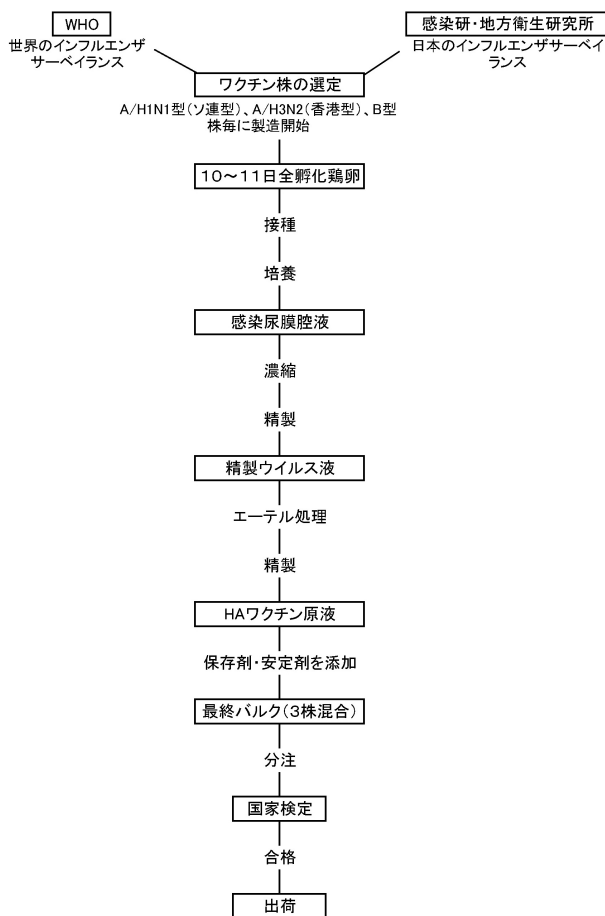 WHO
世界のインフルエンザ
サーベイランス
感染研・地方衛生研究所
日本のインフルエンザサーベイ
ランス
ワクチン株の選定
A/H1N1型(ソ連型)、A/H3N2(香港型)、B型
株毎に製造開始
10～11日全孵化鶏卵
接種
培養
感染尿膜腔液
濃縮
精製
精製ウイルス液
エーテル処理
精製
HAワクチン原液
保存剤・安定剤を添加
最終バルク(3株混合)
分注
国家検定
合格
出荷